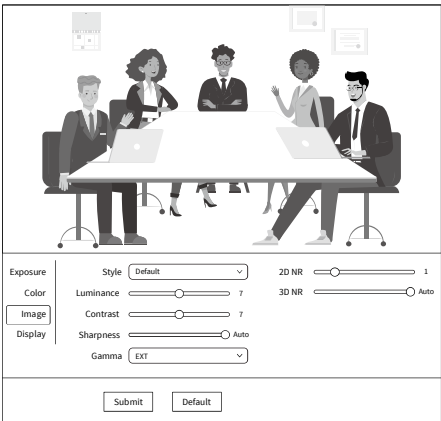 Exposure
Color
Image
Display
Style Default
Luminance 7
Contrast 7
Sharpness Auto
Gamma EXT
2D NR 1
3D NR Auto
Submit Default